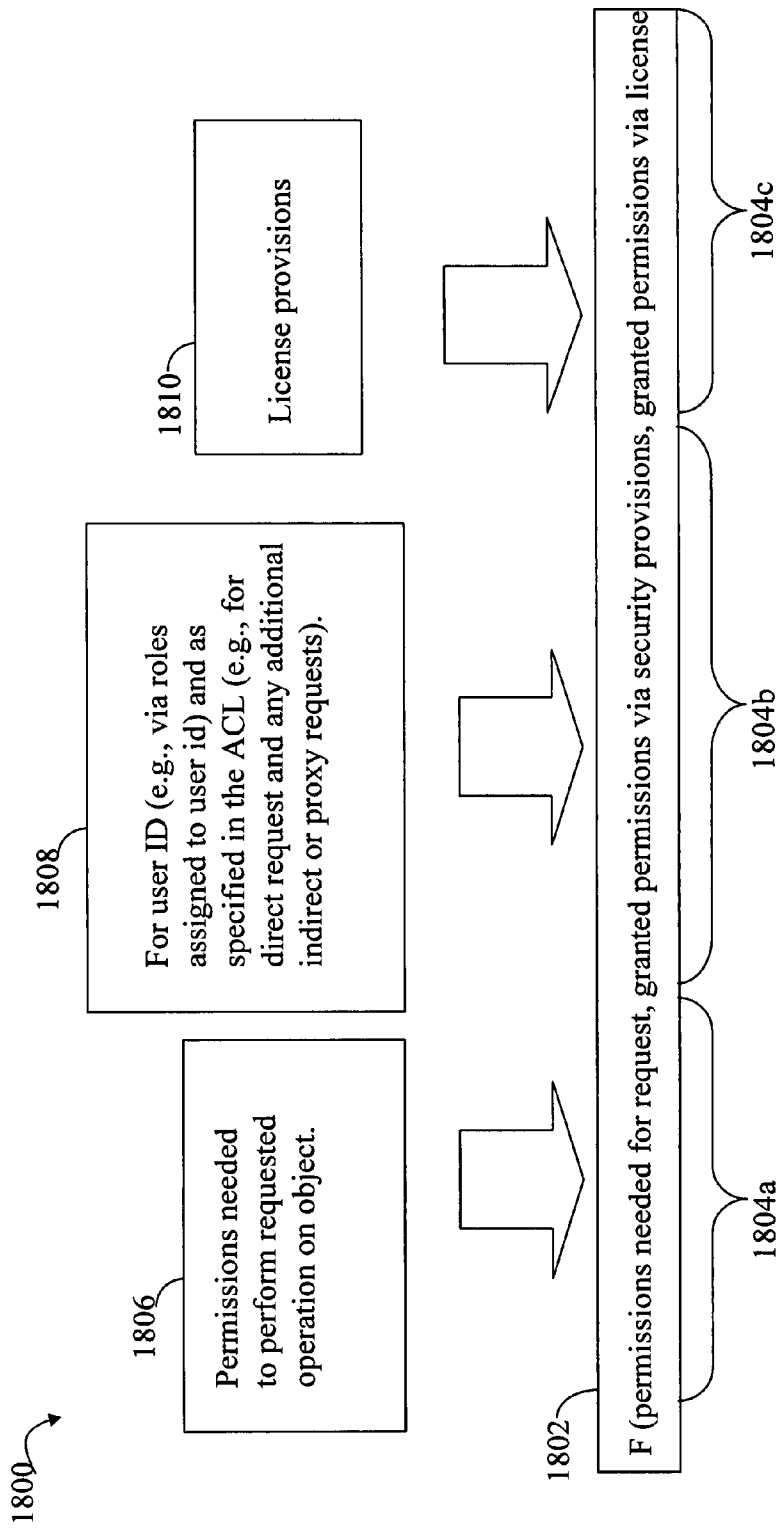 1800
1806
Permissions needed
to perform requested
operation on object.
1808
For user ID (e.g., via roles
assigned to user id) and as
specified in the ACL (e.g., for
direct request and any additional
indirect or proxy requests).
1810
License provisions
1802
F (permissions needed for request, granted permissions via security provisions, granted permissions via license
1804a
1804b
1804c